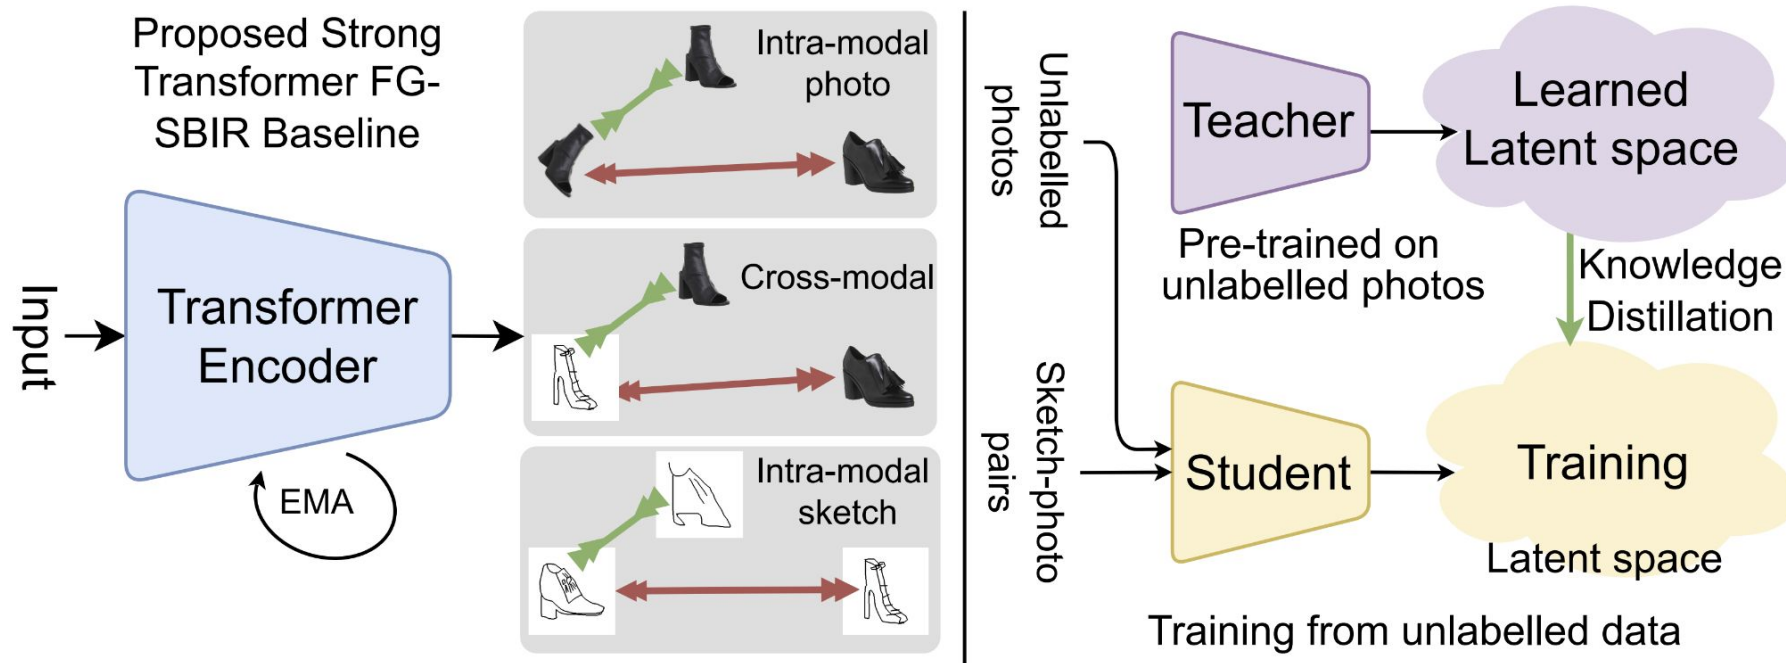 Proposed Strong
Transformer FG-
SBIR Baseline
Input
Transformer
Encoder
EMA
Intra-modal
photo
Cross-modal
Intra-modal
sketch
Unlabelled
photos
Sketch-photo
pairs
Teacher
Learned
Latent space
Pre-trained on
unlabelled photos
Knowledge
Distillation
Student
Training
Latent space
Training from unlabelled data